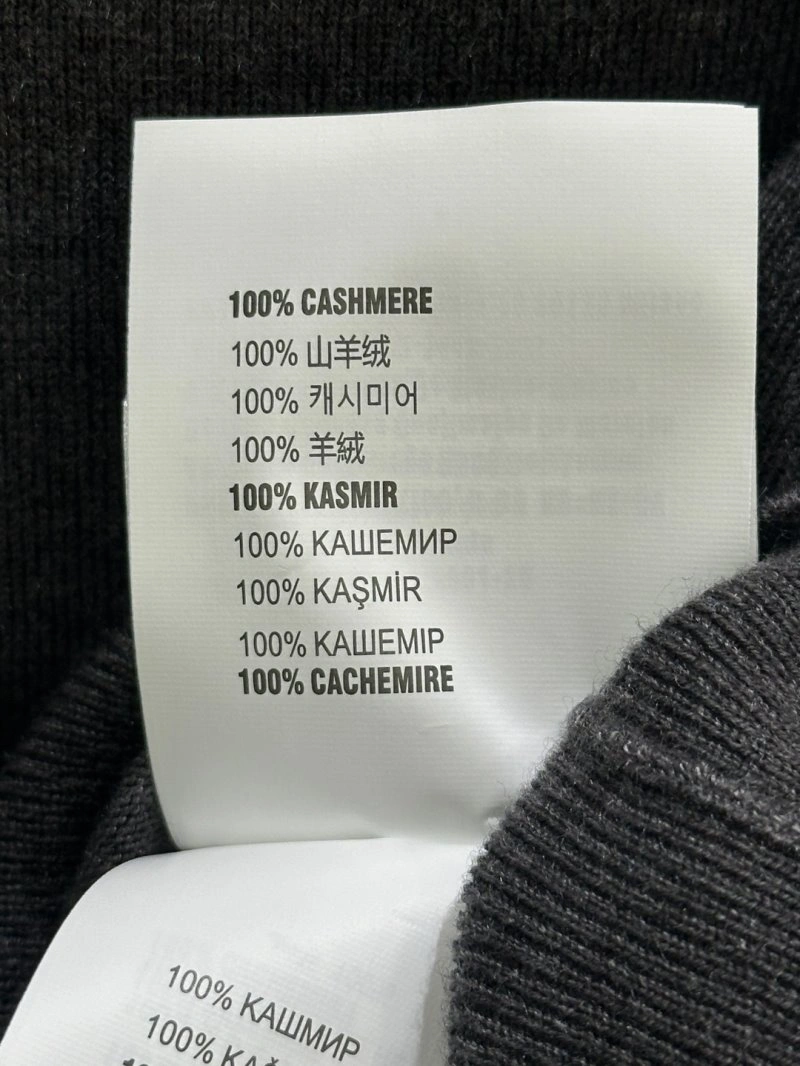 100% CASHMERE
100% 山羊绒
100% 캐시미어
100% 羊絨
100% KASMIR
100% КАШЕМИР
100% KAŞMİR
100% КАШЕМІР
100% CACHEMIRE
100% КАШМИР
100%